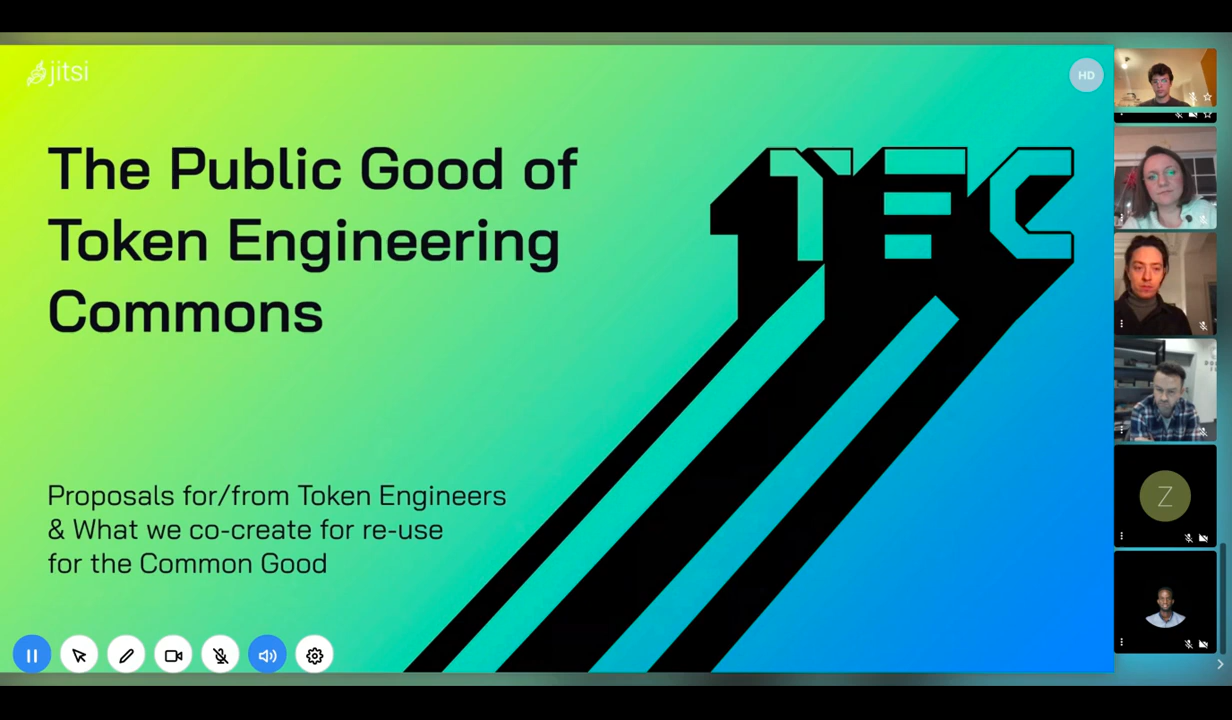 jitsi
HD
The Public Good of
Token Engineering
Commons
TEC
Proposals for/from Token Engineers
& What we co-create for re-use
for the Common Good
Z